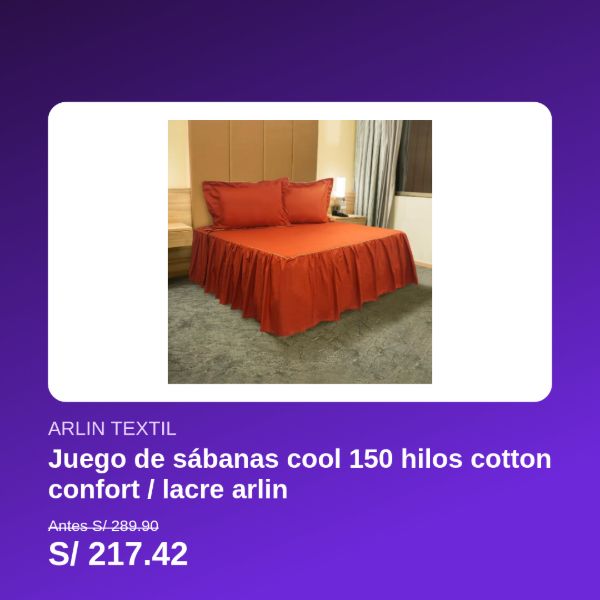 ARLIN TEXTIL
Juego de sábanas cool 150 hilos cotton
confort / lacre arlin
Antes S/ 289.90
S/ 217.42